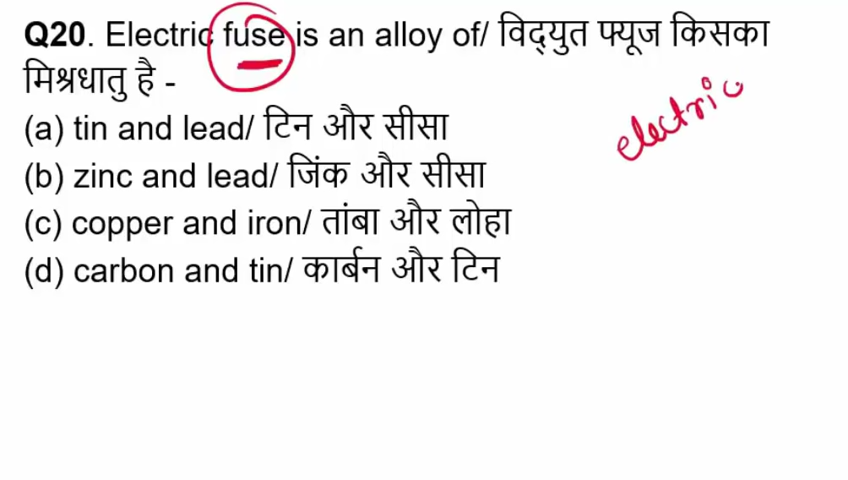 Q20. Electric fuse is an alloy of/ विद्युत फ्यूज किसका
मिश्रधातु है -
(a) tin and lead/ टिन और सीसा
(b) zinc and lead/ जिंक और सीसा
(c) copper and iron/ तांबा और लोहा
(d) carbon and tin/ कार्बन और टिन
electric